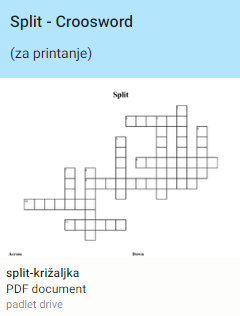 Split - Croosword
(za printanje)
Split
Across
Down
split-križaljka
PDF document
padlet drive